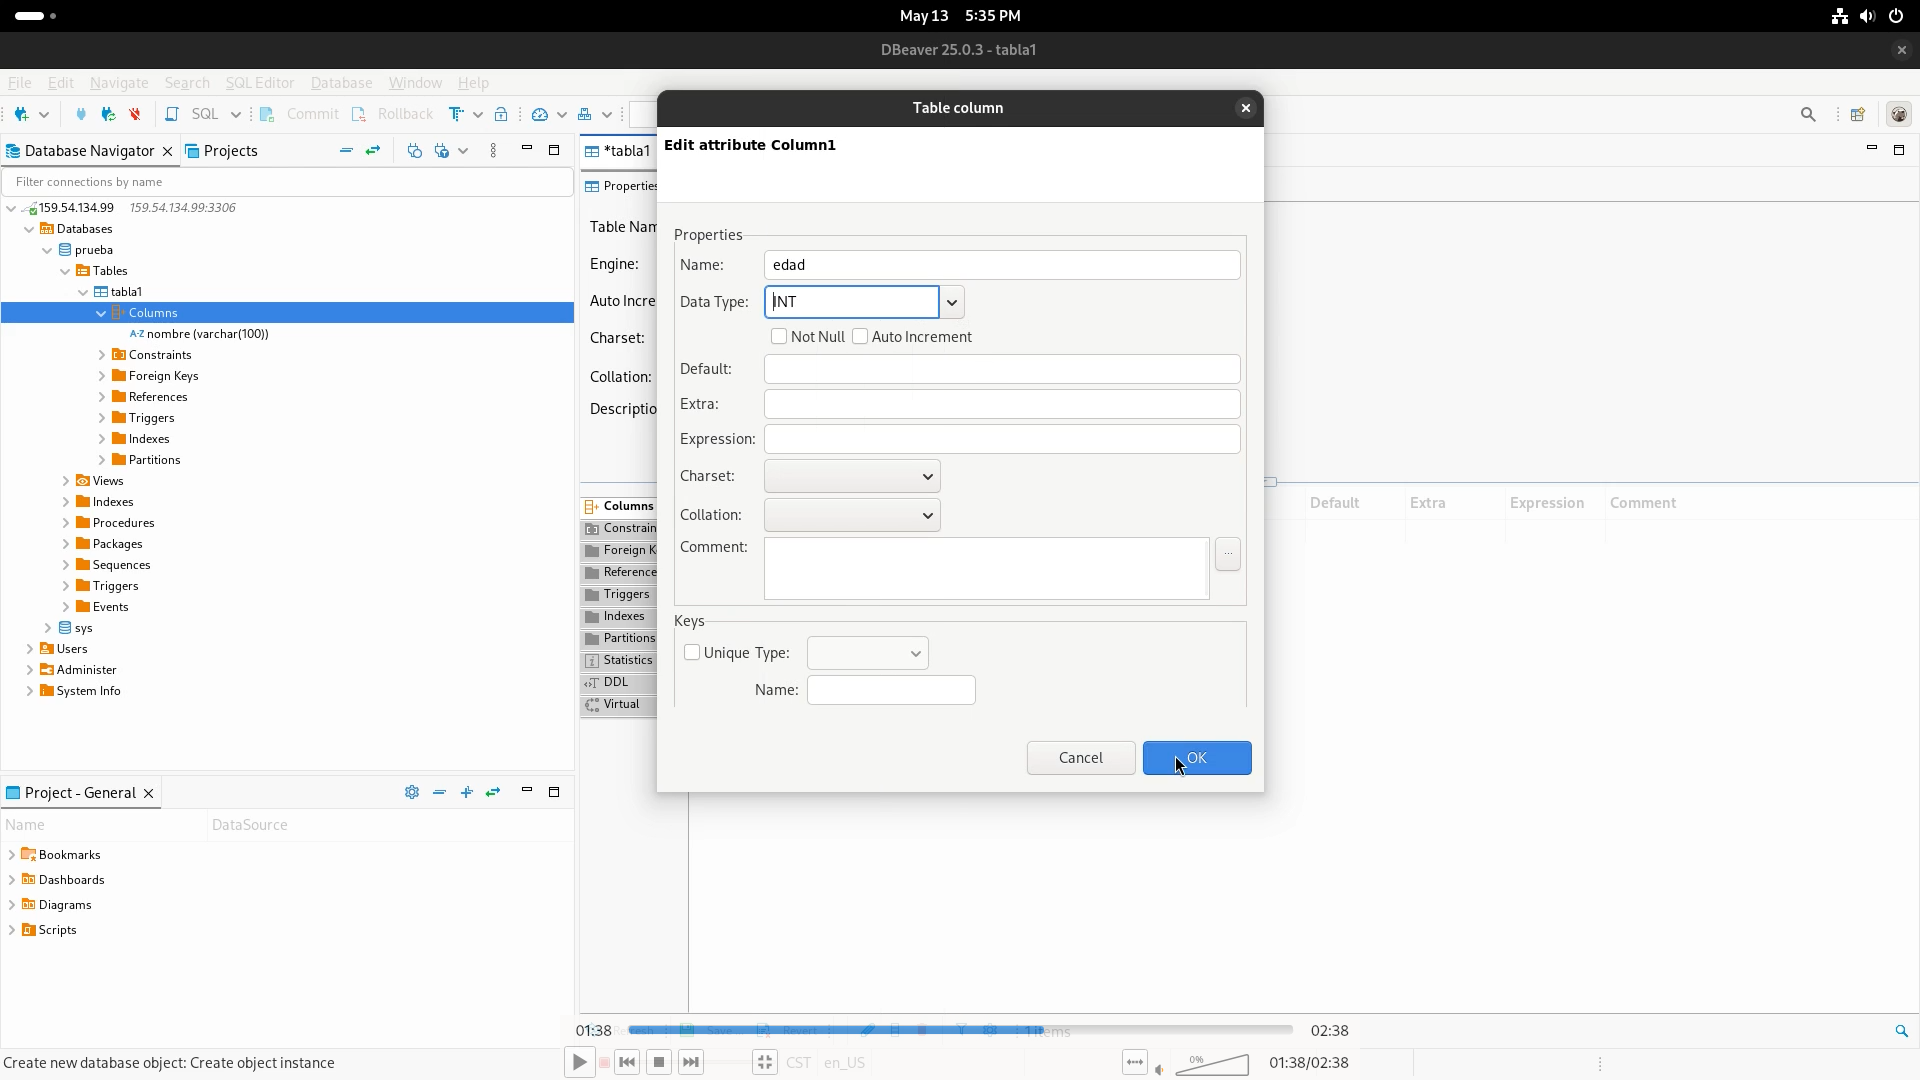 May 13 5:35 PM
DBeaver 25.0.3 - tabla1
File Edit Navigate Search SQL Editor Database Window Help
SQL Commit Rollback
Database Navigator Projects
Filter connections by name
159.54.134.99 159.54.134.99:3306
Databases
prueba
Tables
tabla1
Columns
A-Z nombre (varchar(100))
Constraints
Foreign Keys
References
Triggers
Indexes
Partitions
Views
Indexes
Procedures
Packages
Sequences
Triggers
Events
sys
Users
Administer
System Info
Project - General
Name DataSource
Bookmarks
Dashboards
Diagrams
Scripts
*tabla1
Properties
Table Nam
Engine:
Auto Incre
Charset:
Collation:
Descriptio
Columns
Constrain
Foreign K
Reference
Triggers
Indexes
Partitions
Statistics
DDL
Virtual
Table column
Edit attribute Column1
Properties
Name: edad
Data Type: INT
Not Null Auto Increment
Default:
Extra:
Expression:
Charset:
Collation:
Comment:
...
Keys
Unique Type:
Name:
Cancel OK
Default Extra Expression Comment
01:38 Save... Revert 1 items 02:38
Create new database object: Create object instance
CST en_US 0% 01:38/02:38